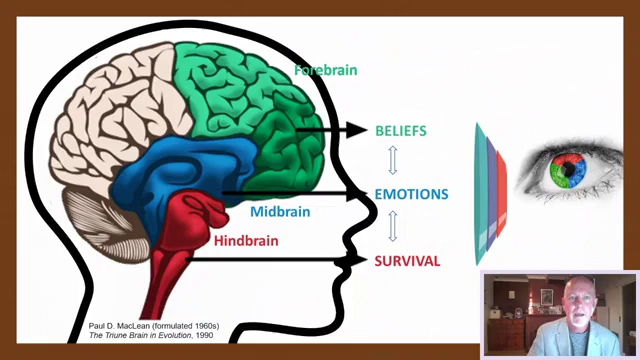 Forebrain
BELIEFS
EMOTIONS
Midbrain
Hindbrain
SURVIVAL
Paul D. MacLean (formulated 1960s)
The Triune Brain in Evolution, 1990